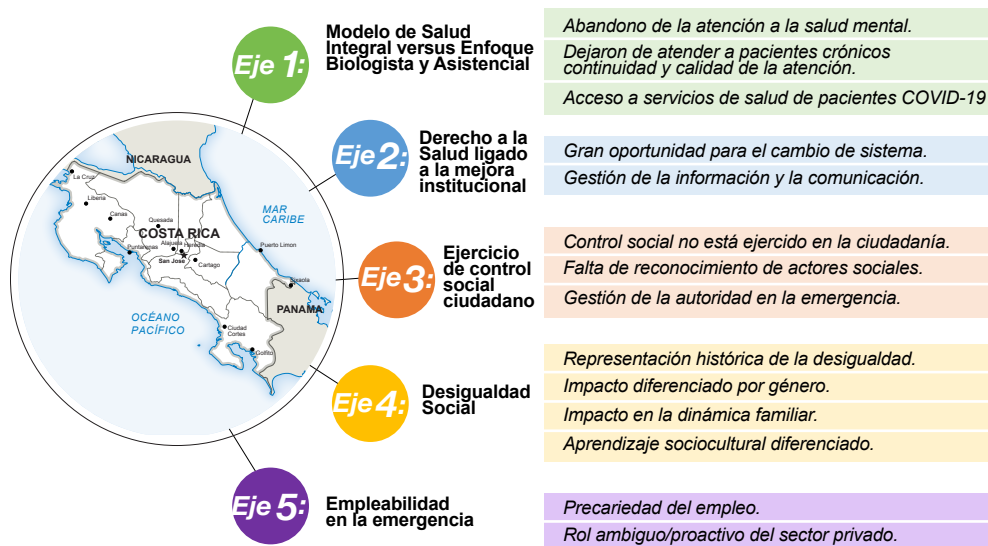 Eje 1:
Modelo de Salud
Integral versus Enfoque
Biologista y Asistencial
Abandono de la atención a la salud mental.
Dejaron de atender a pacientes crónicos
continuidad y calidad de la atención.
Acceso a servicios de salud de pacientes COVID-19
Eje 2:
Derecho a la
Salud ligado
a la mejora
institucional
Gran oportunidad para el cambio de sistema.
Gestión de la información y la comunicación.
Eje 3:
Ejercicio
de control
social
ciudadano
Control social no está ejercido en la ciudadanía.
Falta de reconocimiento de actores sociales.
Gestión de la autoridad en la emergencia.
Eje 4:
Desigualdad
Social
Representación histórica de la desigualdad.
Impacto diferenciado por género.
Impacto en la dinámica familiar.
Aprendizaje sociocultural diferenciado.
Eje 5:
Empleabilidad
en la emergencia
Precariedad del empleo.
Rol ambiguo/proactivo del sector privado.
NICARAGUA
La Cruz
Liberia
Canas
Quesada
MAR
CARIBE
COSTA RICA
Puntarenas
Alajuela
Heredia
San José
Cartago
Puerto Limon
Sixaola
PANAMA
OCÉANO
PACÍFICO
Ciudad
Cortes
Golfito